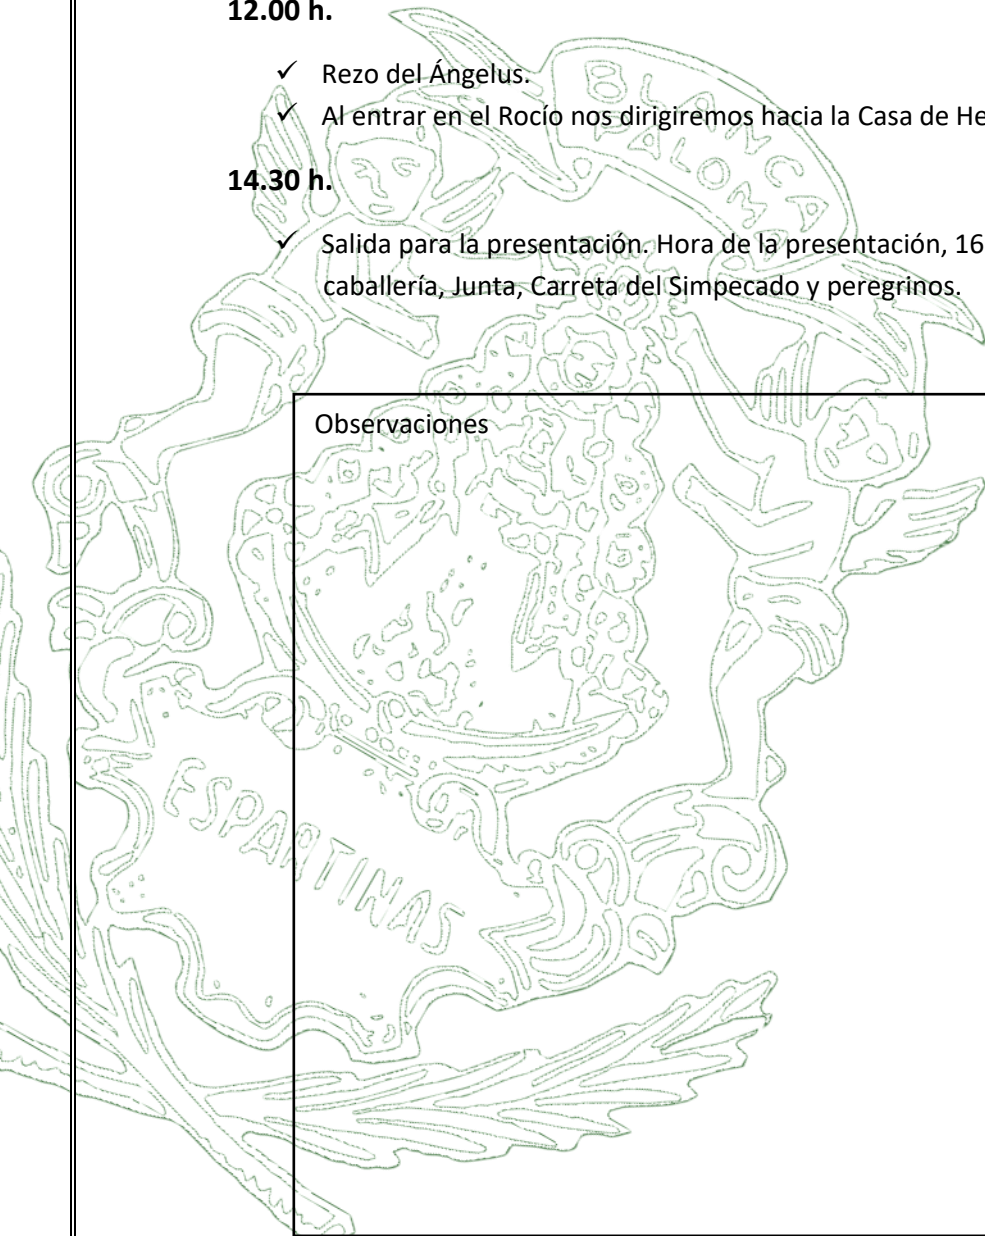 12.00 h.
✓ Rezo del Ángelus.
✓ Al entrar en el Rocío nos dirigiremos hacia la Casa de He
14.30 h.
✓ Salida para la presentación. Hora de la presentación, 16
caballería, Junta, Carreta del Simpecado y peregrinos.
Observaciones
BLANCA
PALOMA
ESPARTINAS